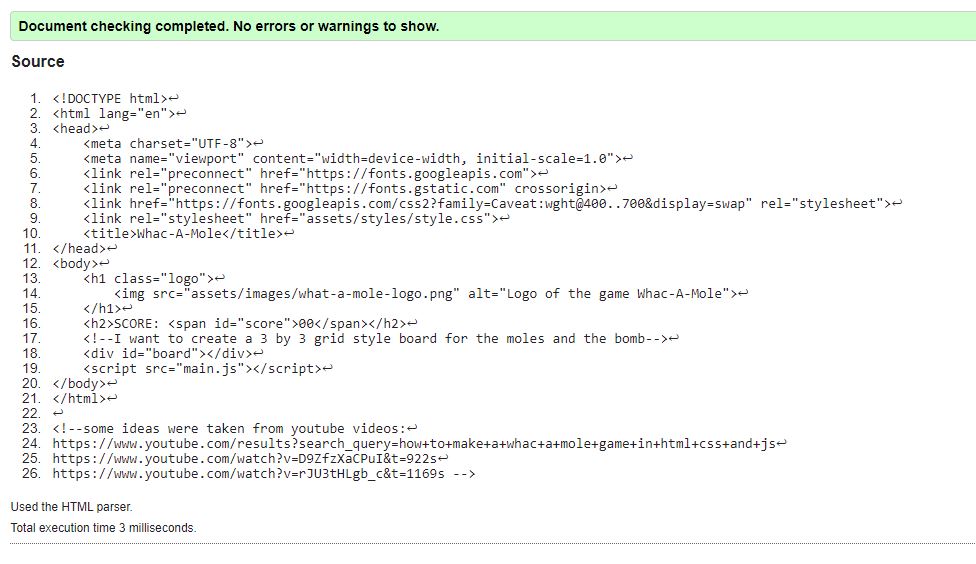 Document checking completed. No errors or warnings to show.
Source
1. <!DOCTYPE html>↩
2. <html lang="en">↩
3. <head>↩
4.     <meta charset="UTF-8">↩
5.     <meta name="viewport" content="width=device-width, initial-scale=1.0">↩
6.     <link rel="preconnect" href="https://fonts.googleapis.com">↩
7.     <link rel="preconnect" href="https://fonts.gstatic.com" crossorigin>↩
8.     <link href="https://fonts.googleapis.com/css2?family=Caveat:wght@400..700&display=swap" rel="stylesheet">↩
9.     <link rel="stylesheet" href="assets/styles/style.css">↩
10.     <title>Whac-A-Mole</title>↩
11. </head>↩
12. <body>↩
13.     <h1 class="logo">↩
14.         <img src="assets/images/what-a-mole-logo.png" alt="Logo of the game Whac-A-Mole">↩
15.     </h1>↩
16.     <h2>SCORE: <span id="score">00</span></h2>↩
17.     <!--I want to create a 3 by 3 grid style board for the moles and the bomb-->↩
18.     <div id="board"></div>↩
19.     <script src="main.js"></script>↩
20. </body>↩
21. </html>↩
22. ↩
23. <!--some ideas were taken from youtube videos:↩
24. https://www.youtube.com/results?search_query=how+to+make+a+whac+a+mole+game+in+html+css+and+js↩
25. https://www.youtube.com/watch?v=D9ZfzXaCPuI&t=922s↩
26. https://www.youtube.com/watch?v=rJU3tHLgb_c&t=1169s -->
Used the HTML parser.
Total execution time 3 milliseconds.